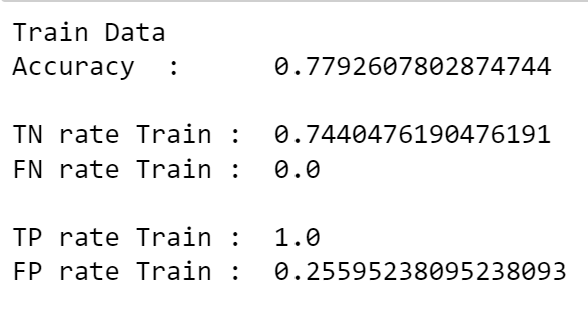 Train Data
Accuracy  :      0.7792607802874744
TN rate Train :  0.7440476190476191
FN rate Train :  0.0
TP rate Train :  1.0
FP rate Train :  0.25595238095238093